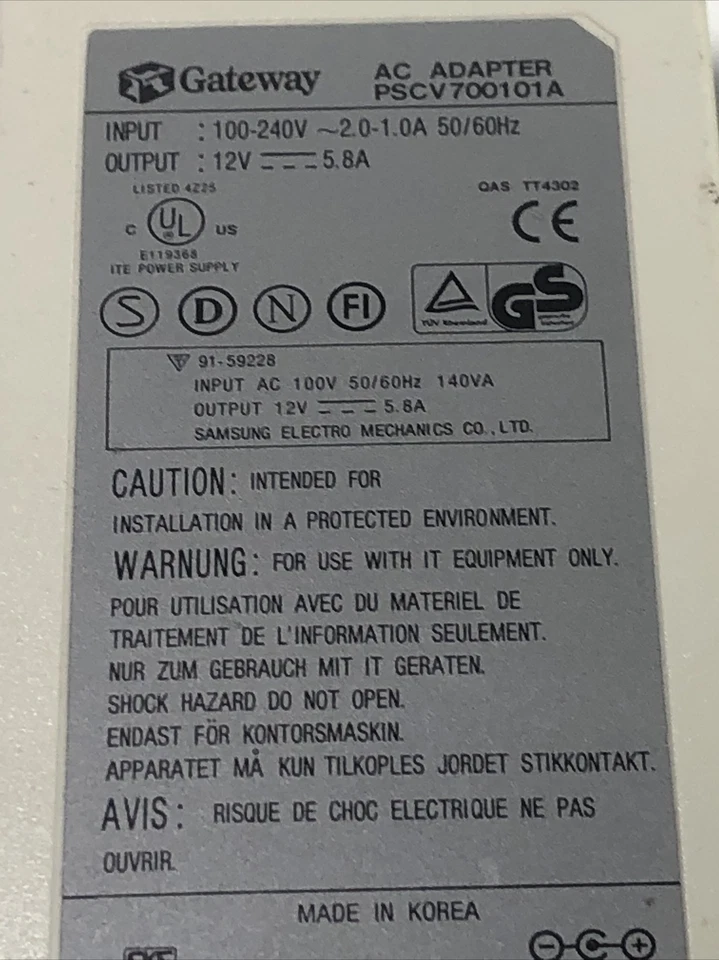 Gateway AC ADAPTER
PSCV700101A
INPUT : 100-240V ~2.0-1.0A 50/60Hz
OUTPUT : 12V 5.8A
LISTED 4Z25
QAS TT4302
C UL US
CE
E119368
ITE POWER SUPPLY
S D N FI
TÜV Rheinland
GS
91-59228
INPUT AC 100V 50/60Hz 140VA
OUTPUT 12V 5.8A
SAMSUNG ELECTRO MECHANICS CO., LTD.
CAUTION: INTENDED FOR
INSTALLATION IN A PROTECTED ENVIRONMENT.
WARNUNG: FOR USE WITH IT EQUIPMENT ONLY.
POUR UTILISATION AVEC DU MATERIEL DE
TRAITEMENT DE L'INFORMATION SEULEMENT.
NUR ZUM GEBRAUCH MIT IT GERATEN.
SHOCK HAZARD DO NOT OPEN.
ENDAST FÖR KONTORSMASKIN.
APPARATET MÅ KUN TILKOPLES JORDET STIKKONTAKT.
AVIS: RISQUE DE CHOC ELECTRIQUE NE PAS
OUVRIR.
MADE IN KOREA